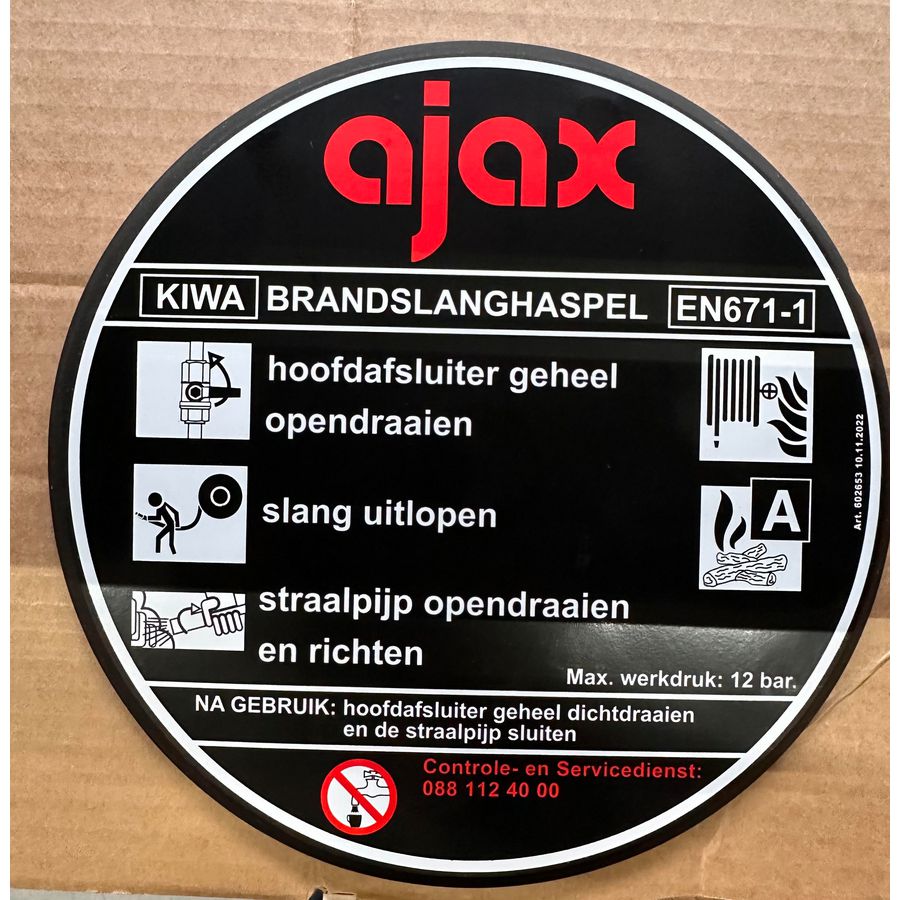 ajax
KIWA BRANDSLANGHASPEL EN671-1
hoofdafsluiter geheel
opendraaien
slang uitlopen
A
straalpijp opendraaien
en richten
Max. werkdruk: 12 bar.
NA GEBRUIK: hoofdafsluiter geheel dichtdraaien
en de straalpijp sluiten
Controle- en Servicedienst:
088 112 40 00
Art. 602653 10.11.2022